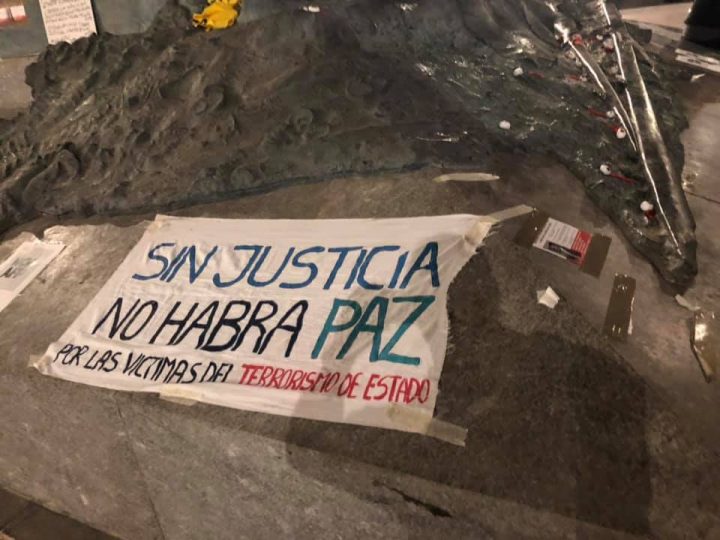 SIN JUSTICIA
NO HABRA PAZ
POR LAS VICTIMAS DEL TERRORISMO DE ESTADO